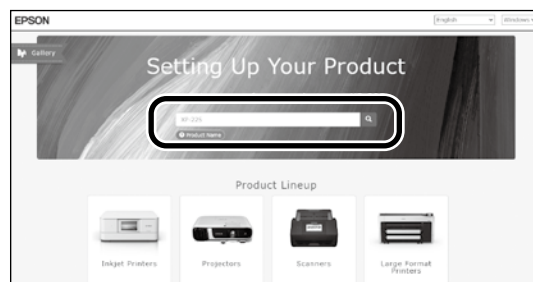 EPSON
English
Windows
Gallery
Setting Up Your Product
XP-225
Product Name
Product Lineup
Inkjet Printers
Projectors
Scanners
Large Format
Printers